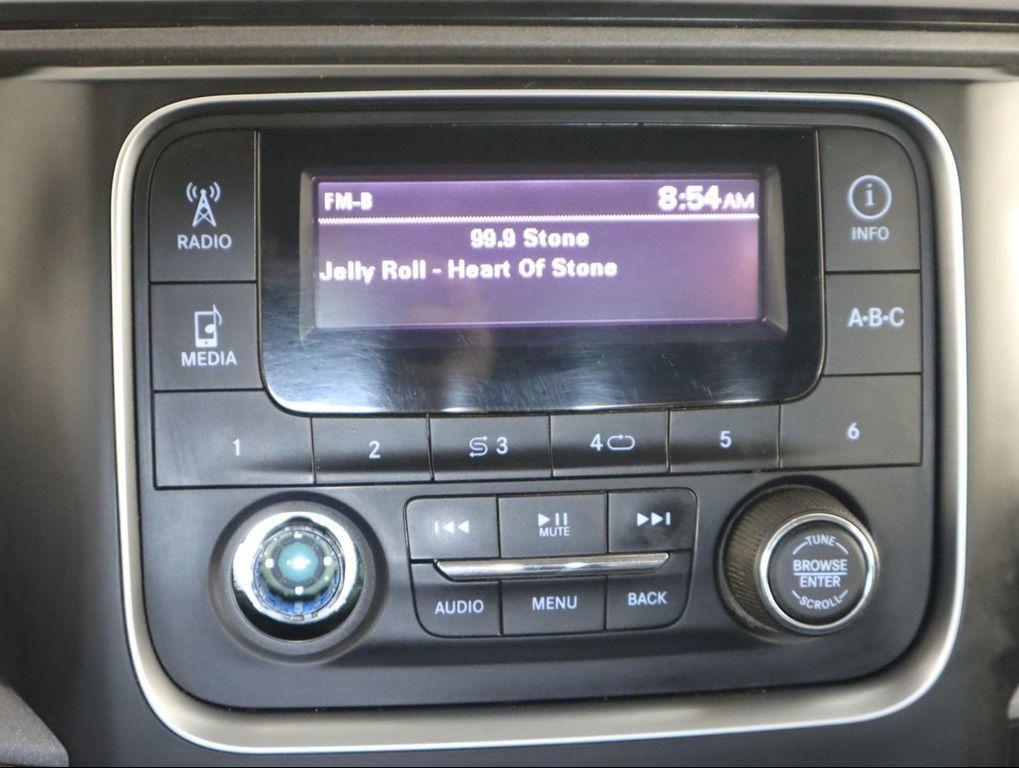 FM-B 8:54AM
99.9 Stone
Jelly Roll - Heart Of Stone
RADIO
MEDIA
i
INFO
A·B·C
1
2
3
4
5
6
MUTE
AUDIO
MENU
BACK
TUNE
BROWSE
ENTER
SCROLL